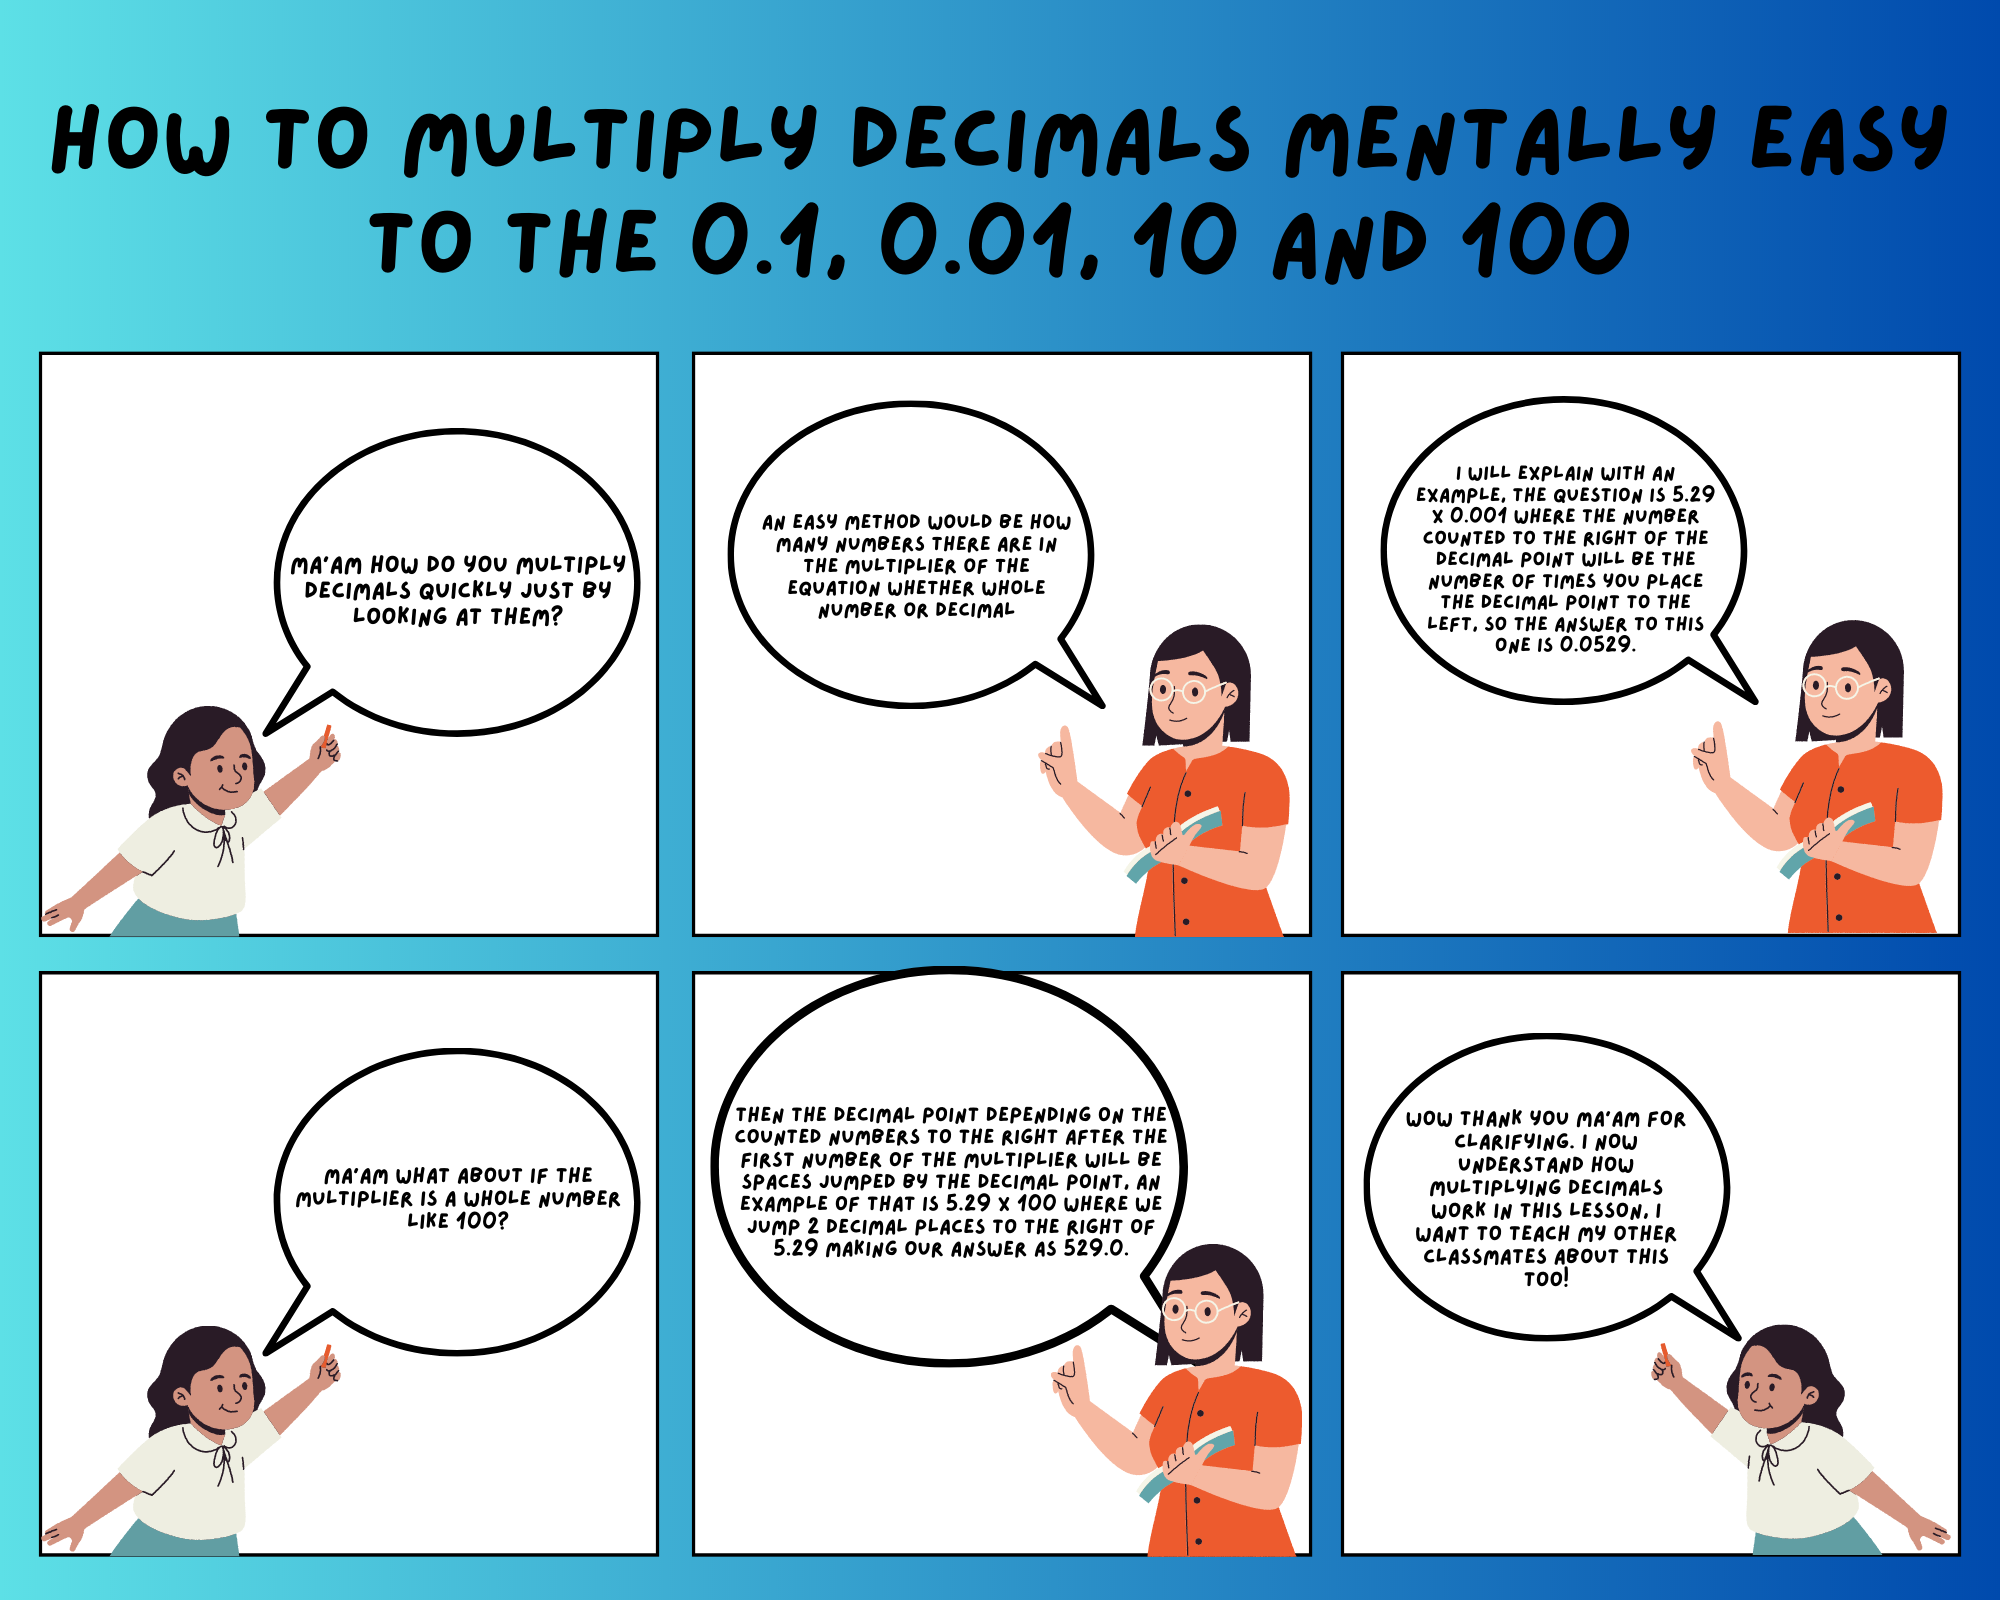 HOW TO MULTIPLY DECIMALS MENTALLY EASY
TO THE 0.1, 0.01, 10 AND 100
MA'AM HOW DO YOU MULTIPLY
DECIMALS QUICKLY JUST BY
LOOKING AT THEM?
AN EASY METHOD WOULD BE HOW
MANY NUMBERS THERE ARE IN
THE MULTIPLIER OF THE
EQUATION WHETHER WHOLE
NUMBER OR DECIMAL
I WILL EXPLAIN WITH AN
EXAMPLE, THE QUESTION IS 5.29
X 0.001 WHERE THE NUMBER
COUNTED TO THE RIGHT OF THE
DECIMAL POINT WILL BE THE
NUMBER OF TIMES YOU PLACE
THE DECIMAL POINT TO THE
LEFT, SO THE ANSWER TO THIS
ONE IS 0.0529.
MA'AM WHAT ABOUT IF THE
MULTIPLIER IS A WHOLE NUMBER
LIKE 100?
THEN THE DECIMAL POINT DEPENDING ON THE
COUNTED NUMBERS TO THE RIGHT AFTER THE
FIRST NUMBER OF THE MULTIPLIER WILL BE
SPACES JUMPED BY THE DECIMAL POINT, AN
EXAMPLE OF THAT IS 5.29 X 100 WHERE WE
JUMP 2 DECIMAL PLACES TO THE RIGHT OF
5.29 MAKING OUR ANSWER AS 529.0.
WOW THANK YOU MA'AM FOR
CLARIFYING. I NOW
UNDERSTAND HOW
MULTIPLYING DECIMALS
WORK IN THIS LESSON, I
WANT TO TEACH MY OTHER
CLASSMATES ABOUT THIS
TOO!